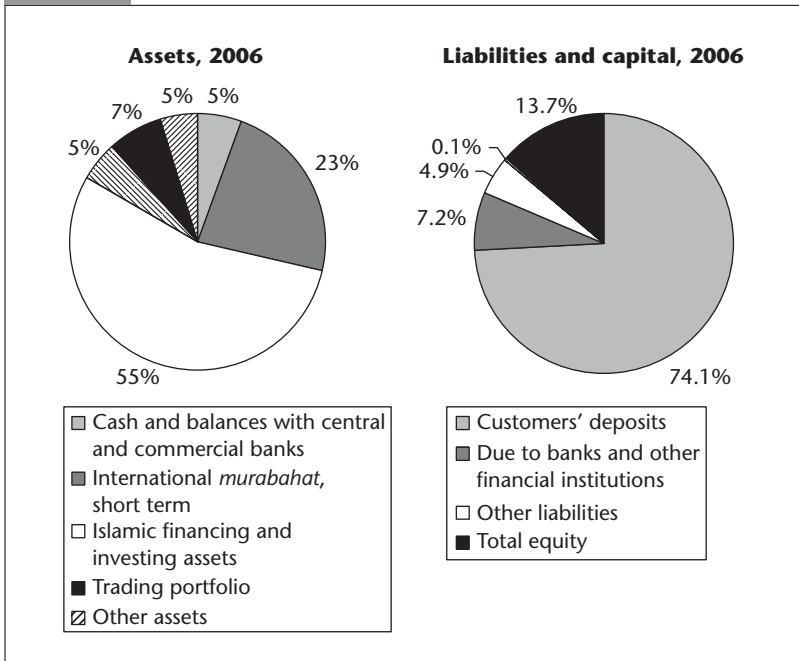 Assets, 2006
5% 5%
7%
5%
23%
55%
Cash and balances with central
and commercial banks
International murabahat,
short term
Islamic financing and
investing assets
Trading portfolio
Other assets
Liabilities and capital, 2006
13.7%
0.1%
4.9%
7.2%
74.1%
Customers’ deposits
Due to banks and other
financial institutions
Other liabilities
Total equity